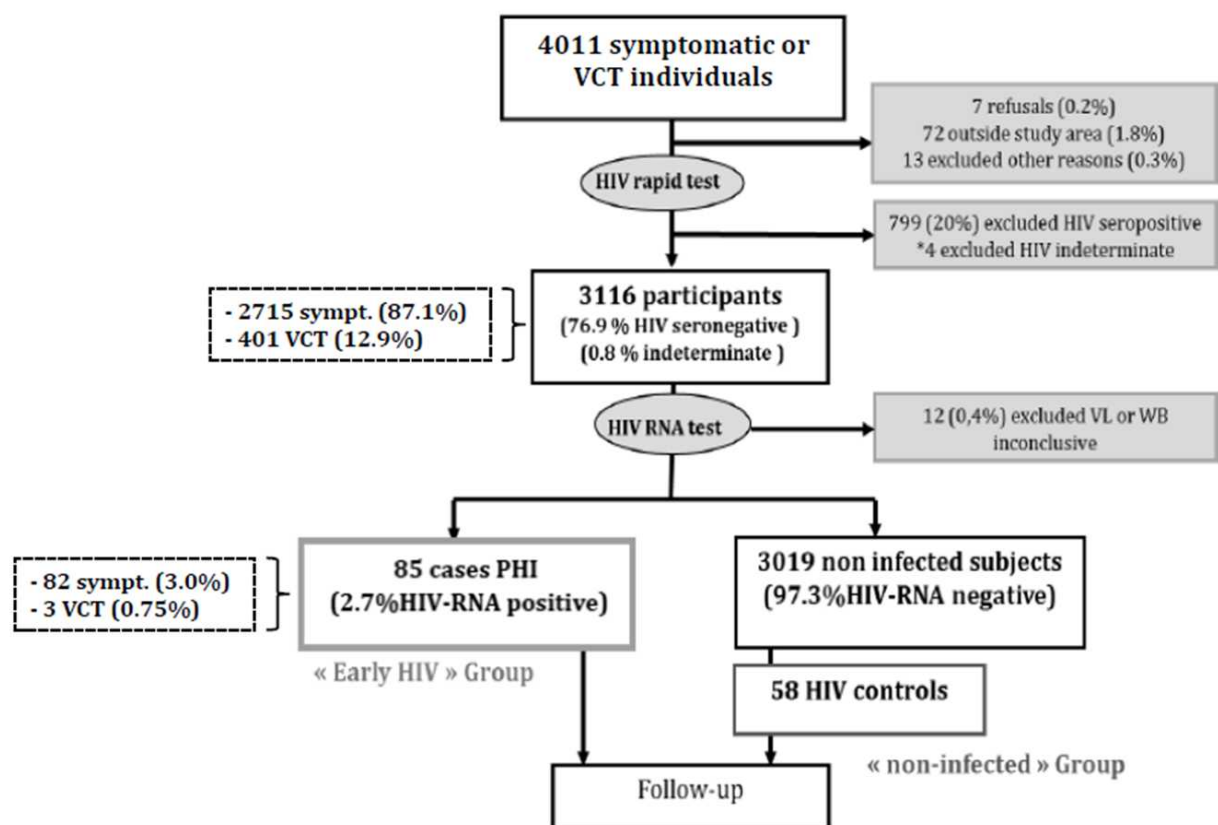 4011 symptomatic or
VCT individuals
7 refusals (0.2%)
72 outside study area (1.8%)
13 excluded other reasons (0.3%)
HIV rapid test
799 (20%) excluded HIV seropositive
*4 excluded HIV indeterminate
- 2715 sympt. (87.1%)
- 401 VCT (12.9%)
3116 participants
(76.9 % HIV seronegative )
(0.8 % indeterminate )
HIV RNA test
12 (0,4%) excluded VL or WB
inconclusive
- 82 sympt. (3.0%)
- 3 VCT (0.75%)
85 cases PHI
(2.7%HIV-RNA positive)
3019 non infected subjects
(97.3%HIV-RNA negative)
« Early HIV » Group
58 HIV controls
« non-infected » Group
Follow-up